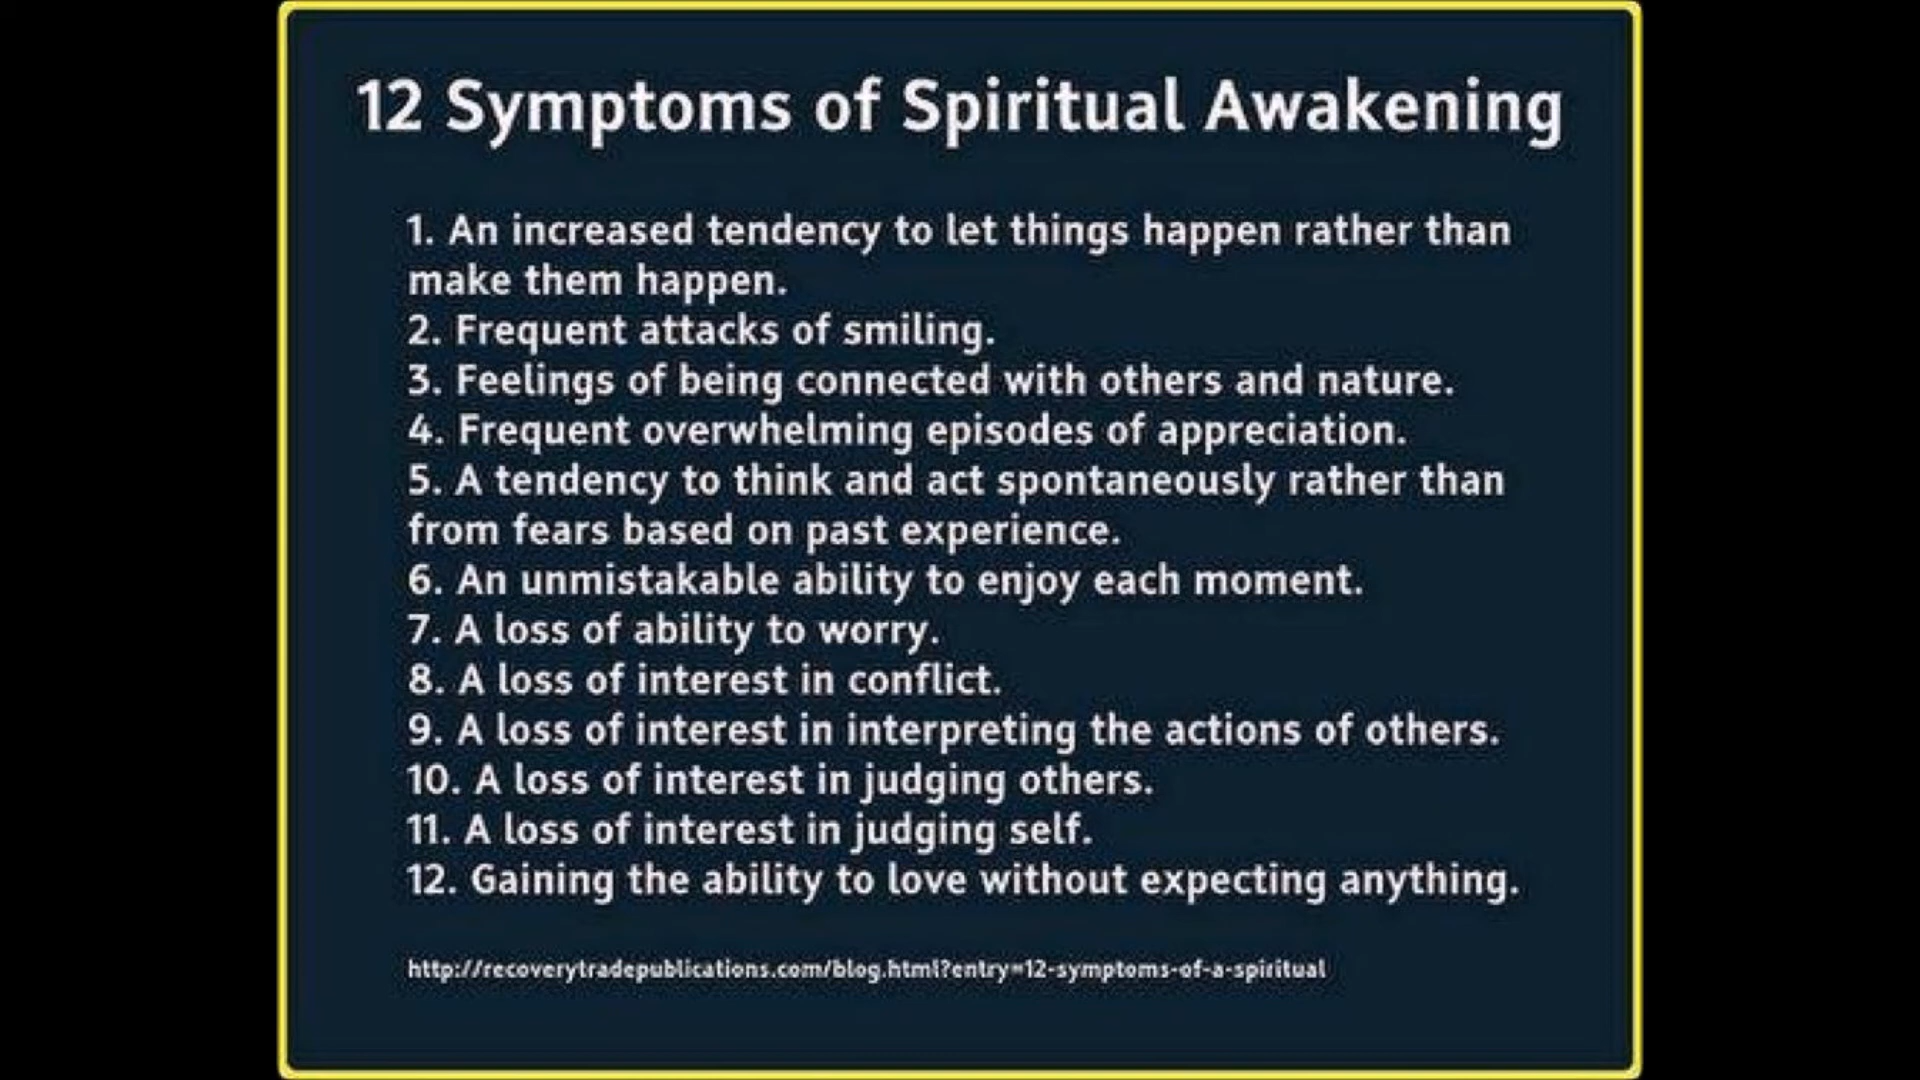 12 Symptoms of Spiritual Awakening
1. An increased tendency to let things happen rather than
make them happen.
2. Frequent attacks of smiling.
3. Feelings of being connected with others and nature.
4. Frequent overwhelming episodes of appreciation.
5. A tendency to think and act spontaneously rather than
from fears based on past experience.
6. An unmistakable ability to enjoy each moment.
7. A loss of ability to worry.
8. A loss of interest in conflict.
9. A loss of interest in interpreting the actions of others.
10. A loss of interest in judging others.
11. A loss of interest in judging self.
12. Gaining the ability to love without expecting anything.
http://recoverytradepublications.com/blog.html?entry=12-symptoms-of-a-spiritual